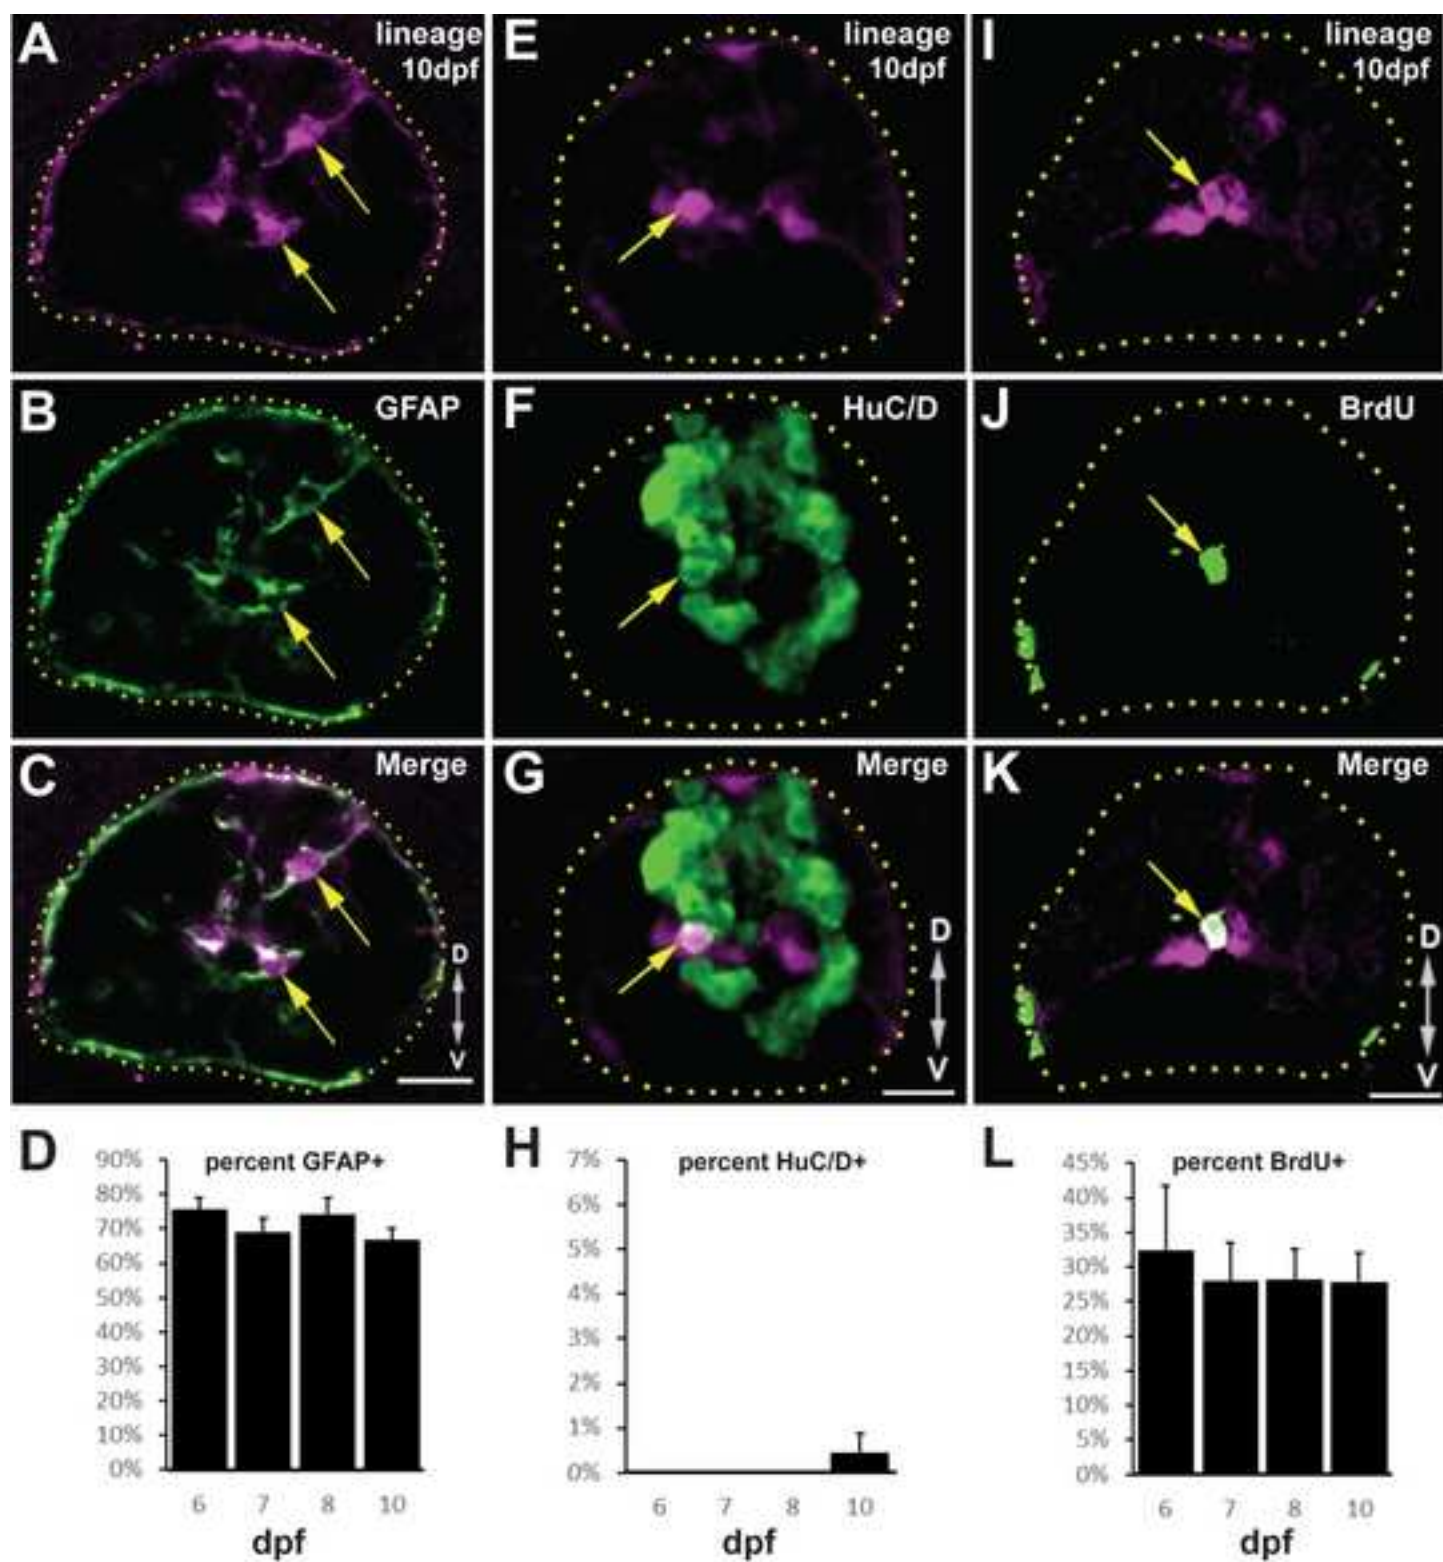 A
lineage
10dpf
E
lineage
10dpf
I
lineage
10dpf
B
GFAP
F
HuC/D
J
BrdU
C
Merge
D
V
G
Merge
D
V
K
Merge
D
V
D
percent GFAP+
90%
80%
70%
60%
50%
40%
30%
20%
10%
0%
6 7 8 10
dpf
H
percent HuC/D+
7%
6%
5%
4%
3%
2%
1%
0%
6 7 8 10
dpf
L
percent BrdU+
45%
40%
35%
30%
25%
20%
15%
10%
5%
0%
6 7 8 10
dpf